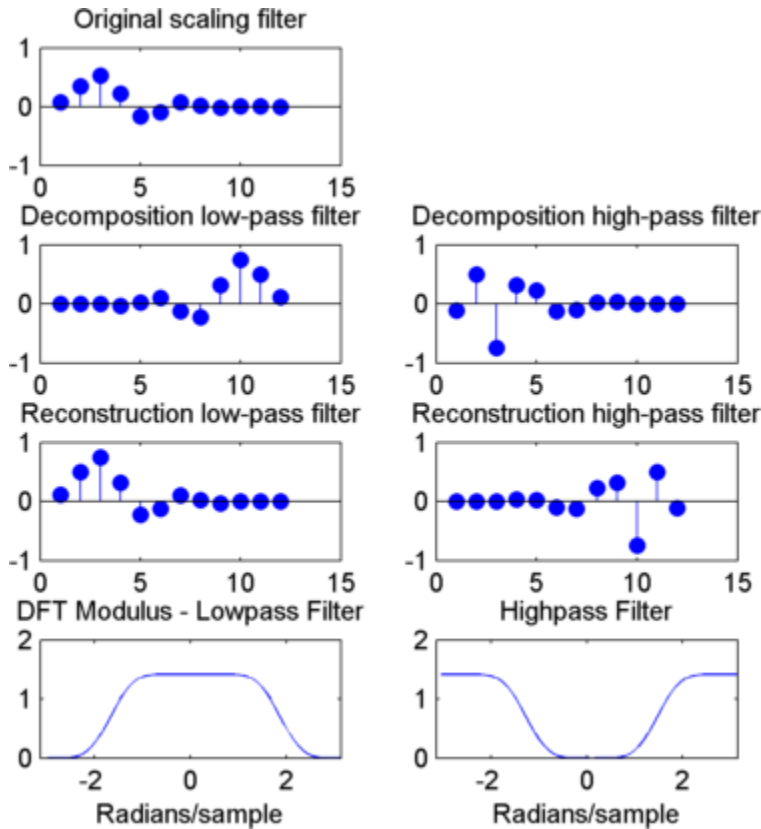 Original scaling filter
1
0
-1
0 5 10 15
Decomposition low-pass filter
1
0
-1
0 5 10 15
Decomposition high-pass filter
1
0
-1
0 5 10 15
Reconstruction low-pass filter
1
0
-1
0 5 10 15
Reconstruction high-pass filter
1
0
-1
0 5 10 15
DFT Modulus - Lowpass Filter
2
1
0
-2 0 2
Radians/sample
Highpass Filter
2
1
0
-2 0 2
Radians/sample